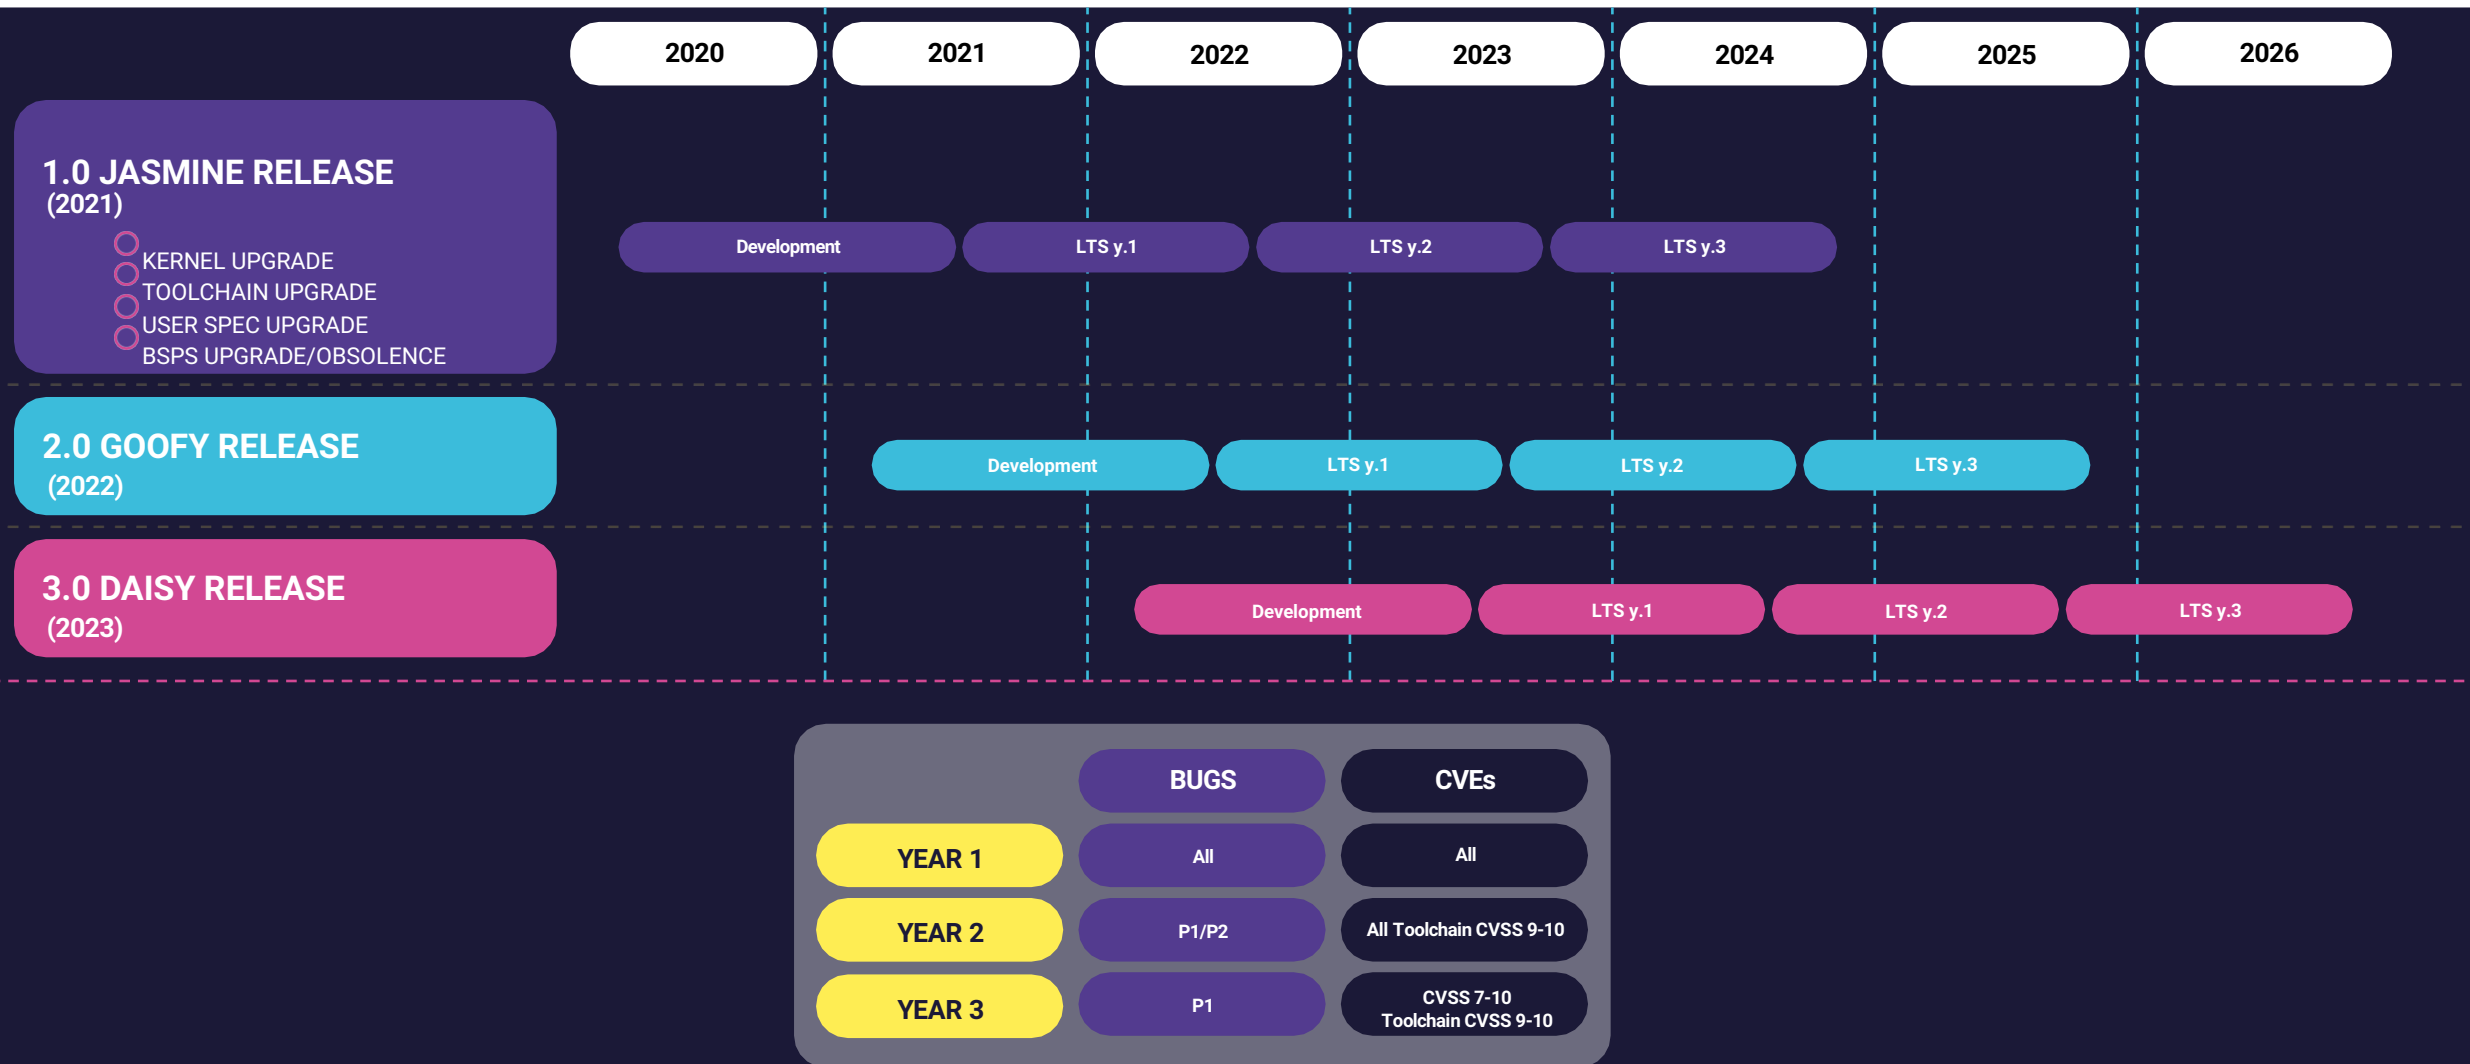 2020 2021 2022 2023 2024 2025 2026
1.0 JASMINE RELEASE
(2021)
KERNEL UPGRADE
TOOLCHAIN UPGRADE
USER SPEC UPGRADE
BSPS UPGRADE/OBSOLENCE
Development LTS y.1 LTS y.2 LTS y.3
2.0 GOOFY RELEASE
(2022)
Development LTS y.1 LTS y.2 LTS y.3
3.0 DAISY RELEASE
(2023)
Development LTS y.1 LTS y.2 LTS y.3
BUGS CVEs
YEAR 1 All All
YEAR 2 P1/P2 All Toolchain CVSS 9-10
YEAR 3 P1 CVSS 7-10
Toolchain CVSS 9-10